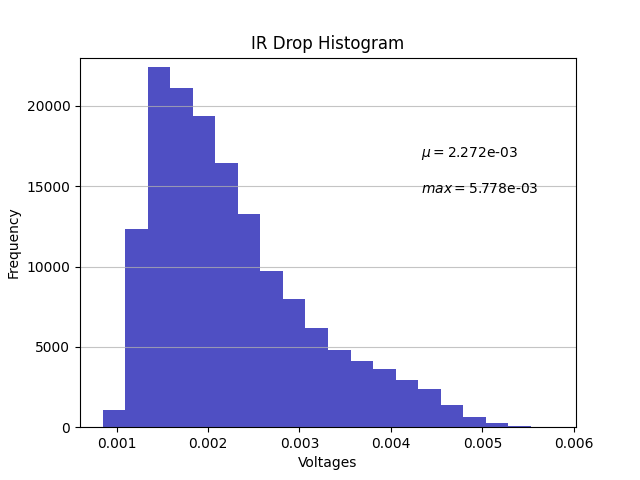 IR Drop Histogram
20000
15000
10000
5000
0
Frequency
μ = 2.272e-03
max = 5.778e-03
0.001 0.002 0.003 0.004 0.005 0.006
Voltages